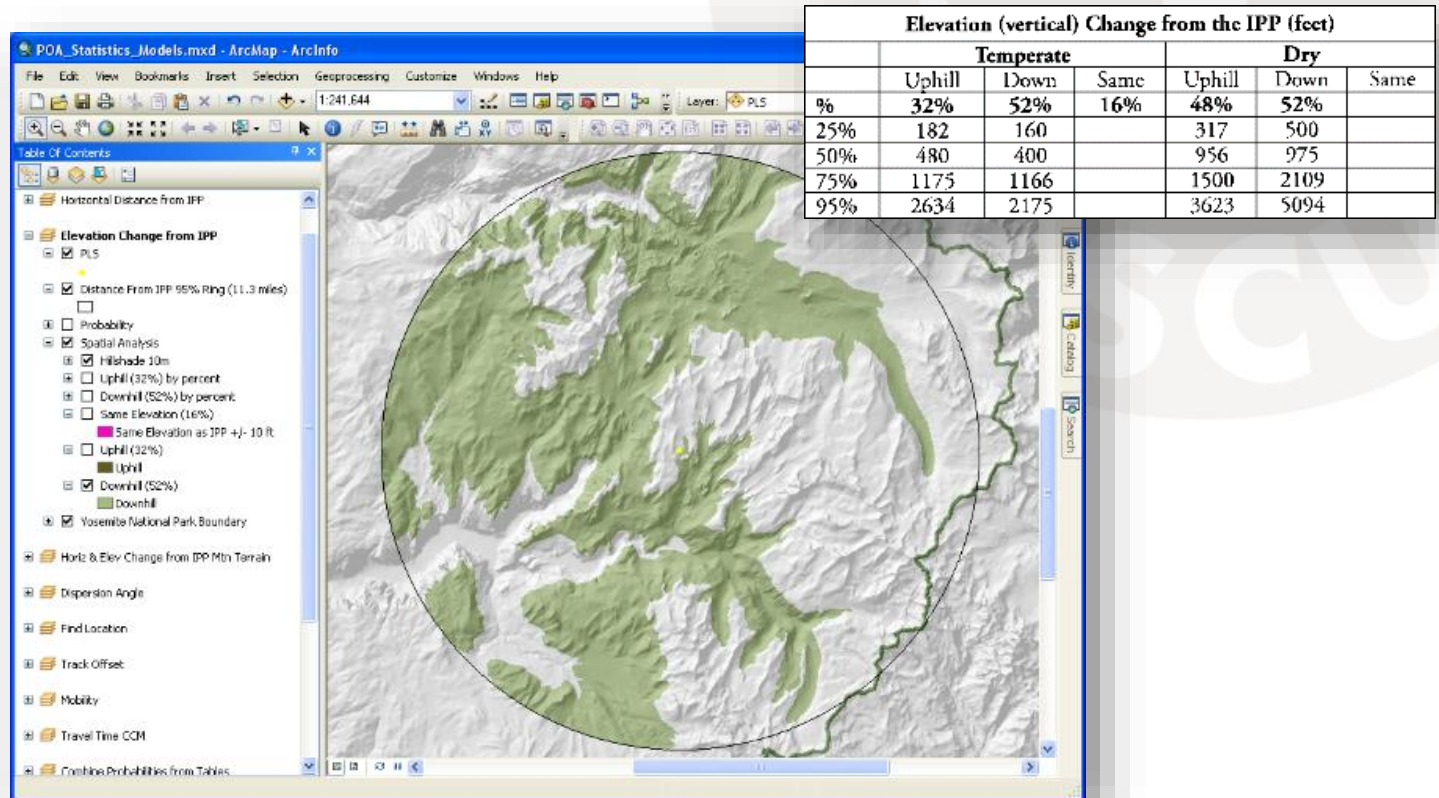 Elevation (vertical) Change from the IPP (feet)
Temperate Dry
Uphill Down Same Uphill Down Same
% 32% 52% 16% 48% 52%
25% 182 160 317 500
50% 480 400 956 975
75% 1175 1166 1500 2109
95% 2634 2175 3623 5094
POA_Statistics_Models.mxd - ArcMap - ArcInfo
File Edit View Bookmarks Insert Selection Geoprocessing Customize Windows Help
1:241,644 Layer: PLS
Table Of Contents
Horizontal Distance from IPP
Elevation Change from IPP
PLS
Distance From IPP 95% Ring (11.3 miles)
Probability
Spatial Analysis
Hillshade 10m
Uphill (32%) by percent
Downhill (52%) by percent
Same Elevation (16%)
Same Elevation as IPP +/- 10 ft
Uphill (32%)
Uphill
Downhill (52%)
Downhill
Yosemite National Park Boundary
Horiz & Elev Change from IPP Mtn Terrain
Dispersion Angle
Find Location
Track Offset
Mobility
Travel Time CCM
Combine Probabilities from Tables
Identify
Catalog
Search